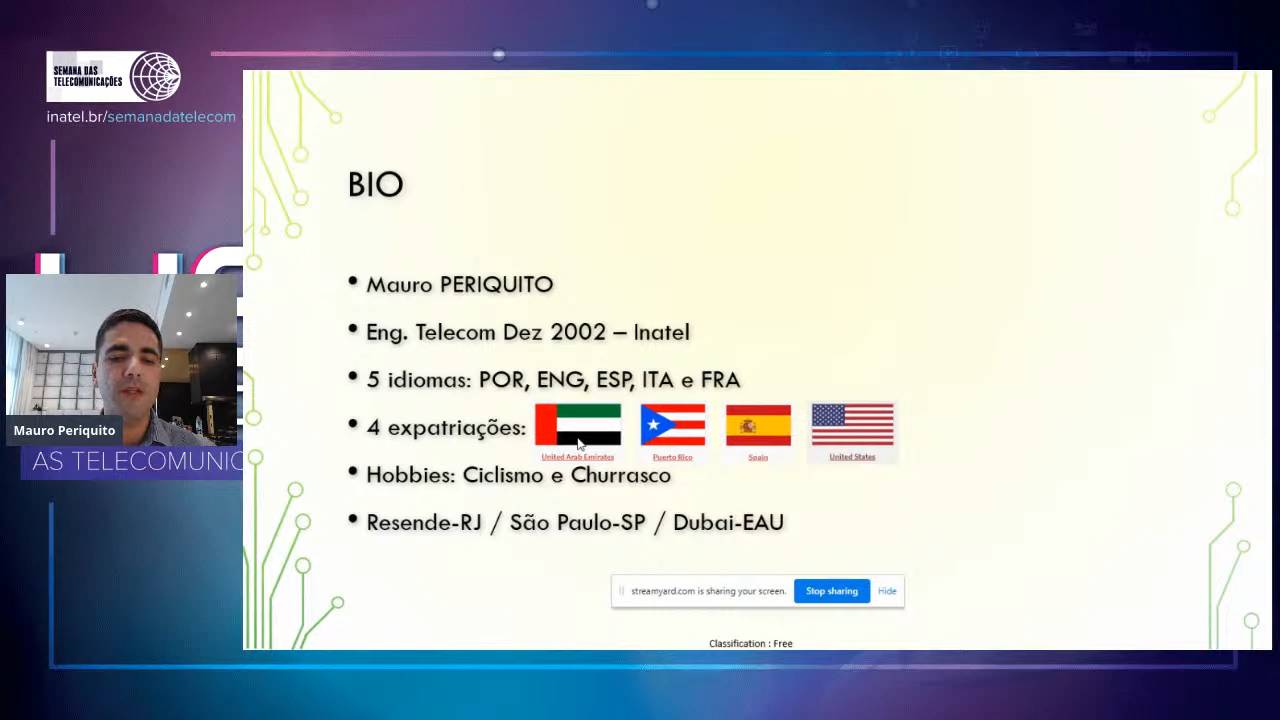 SEMANA DAS
TELECOMUNICAÇÕES
inatel.br/semanadatelecom
BIO
• Mauro PERIQUITO
• Eng. Telecom Dez 2002 – Inatel
• 5 idiomas: POR, ENG, ESP, ITA e FRA
• 4 expatriações:
United Arab Emirates
Puerto Rico
Spain
United States
• Hobbies: Ciclismo e Churrasco
• Resende-RJ / São Paulo-SP / Dubai-EAU
Mauro Periquito
AS TELECOMUNIC
streamyard.com is sharing your screen.
Stop sharing
Hide
Classification : Free